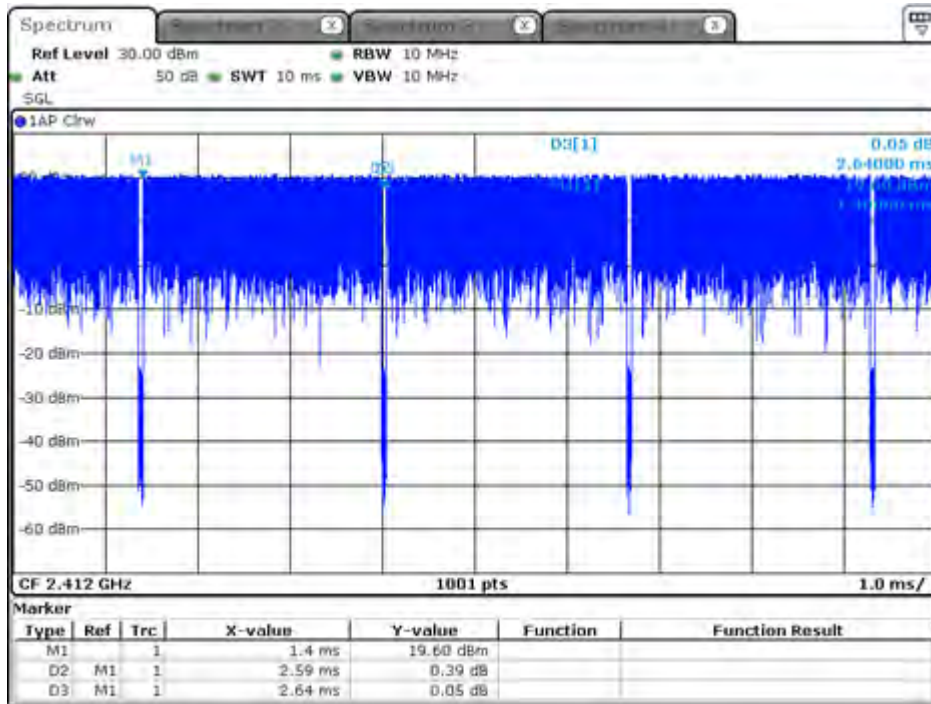 Spectrum
Ref Level 30.00 dBm RBW 10 MHz
Att 50 dB SWT 10 ms VBW 10 MHz
SGL
1AP Clrw
D3[1] 0.05 dB
2.64000 ms
M1
-10 dBm
-20 dBm
-30 dBm
-40 dBm
-50 dBm
-60 dBm
CF 2.412 GHz 1001 pts 1.0 ms/
Marker
Type Ref Trc X-value Y-value Function Function Result
M1 1 1.4 ms 19.60 dBm
D2 M1 1 2.59 ms 0.39 dB
D3 M1 1 2.64 ms 0.05 dB